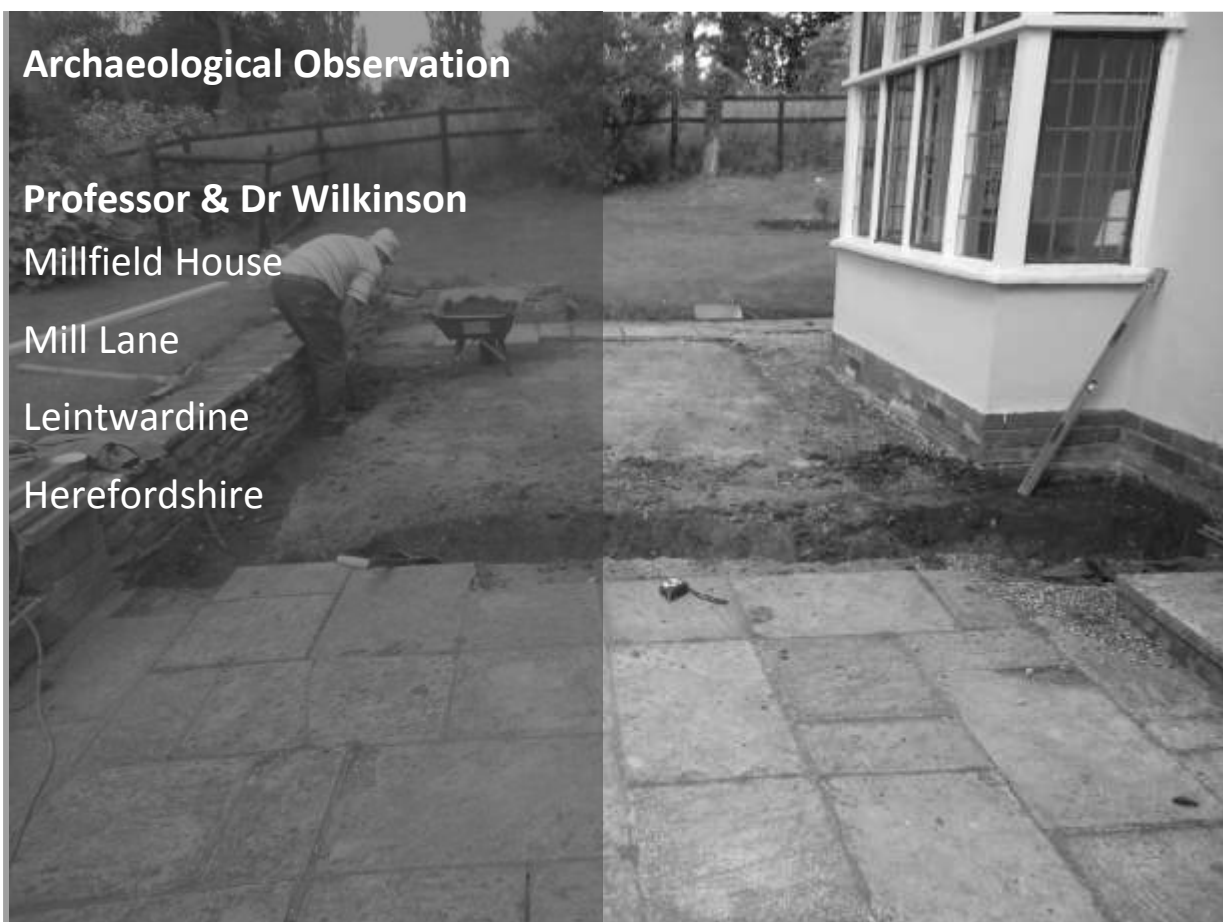 Archaeological Observation
Professor & Dr Wilkinson
Millfield House
Mill Lane
Leintwardine
Herefordshire